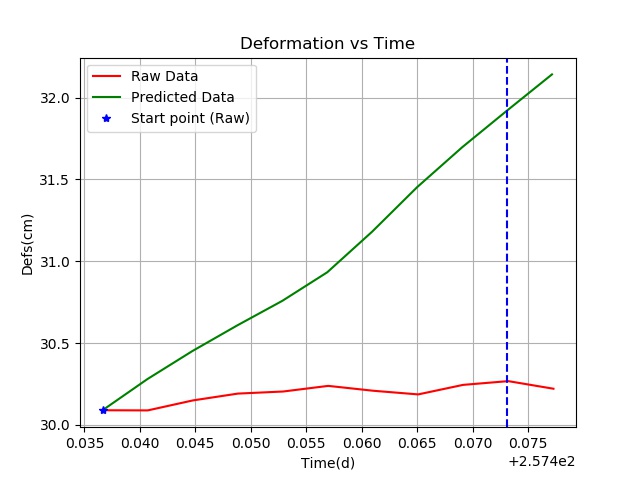 Deformation vs Time
Raw Data
Predicted Data
Start point (Raw)
Defs(cm)
32.0
31.5
31.0
30.5
30.0
0.035 0.040 0.045 0.050 0.055 0.060 0.065 0.070 0.075
Time(d)
+2.574e2